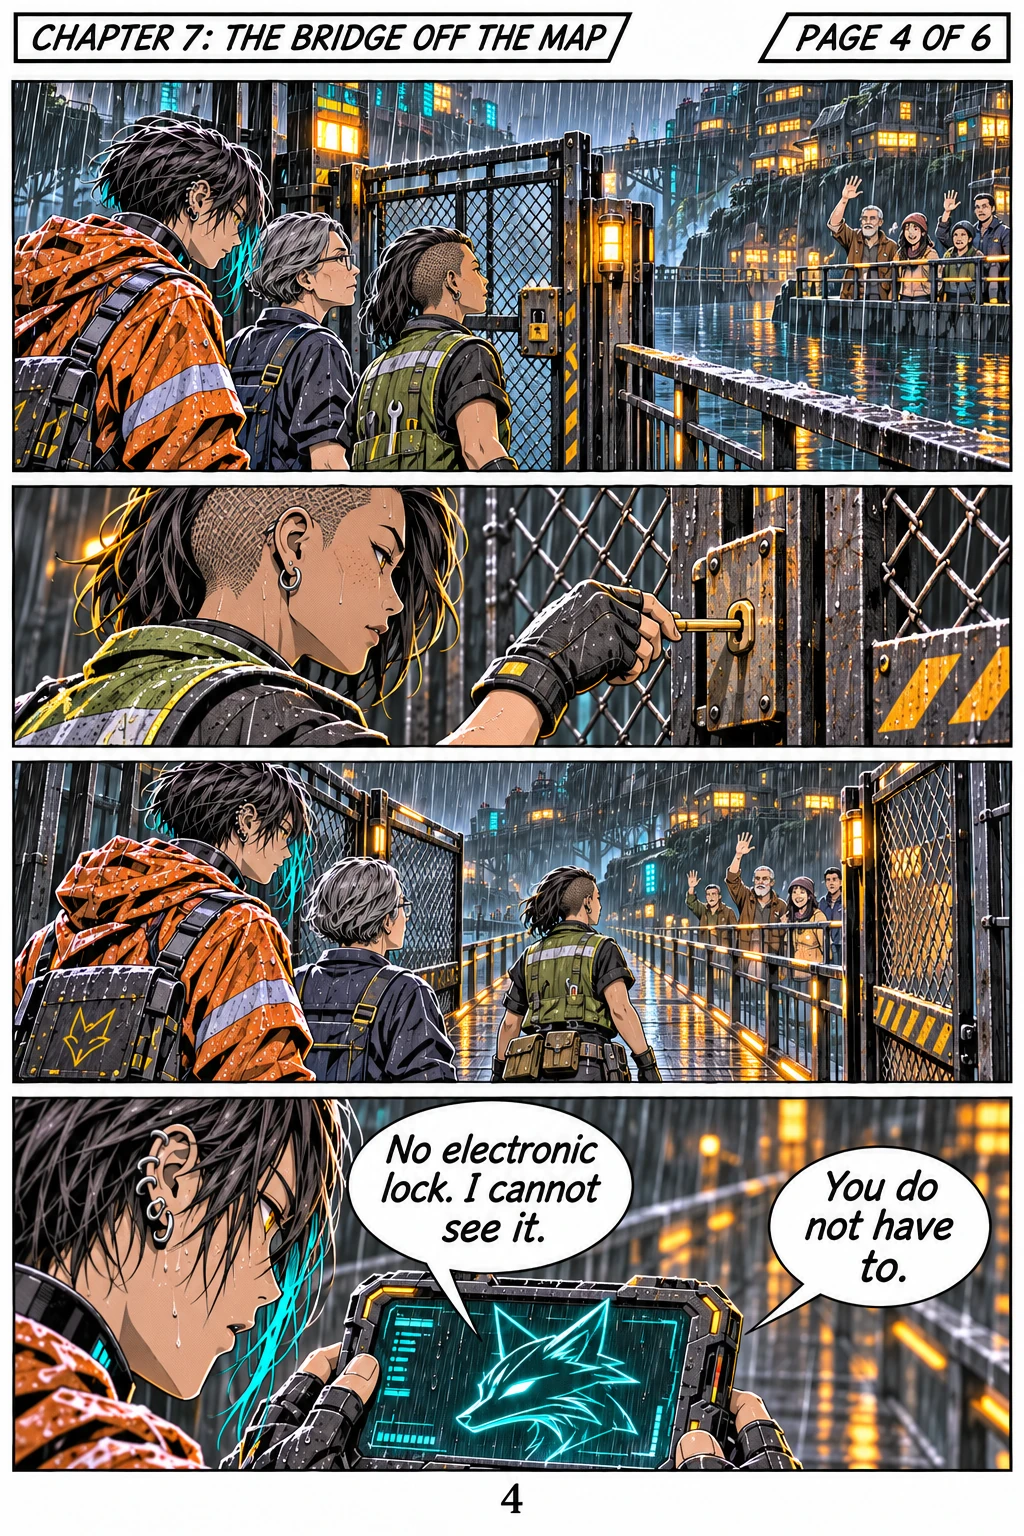 CHAPTER 7: THE BRIDGE OFF THE MAP
PAGE 4 OF 6
No electronic
lock. I cannot
see it.
You do
not have
to.
4